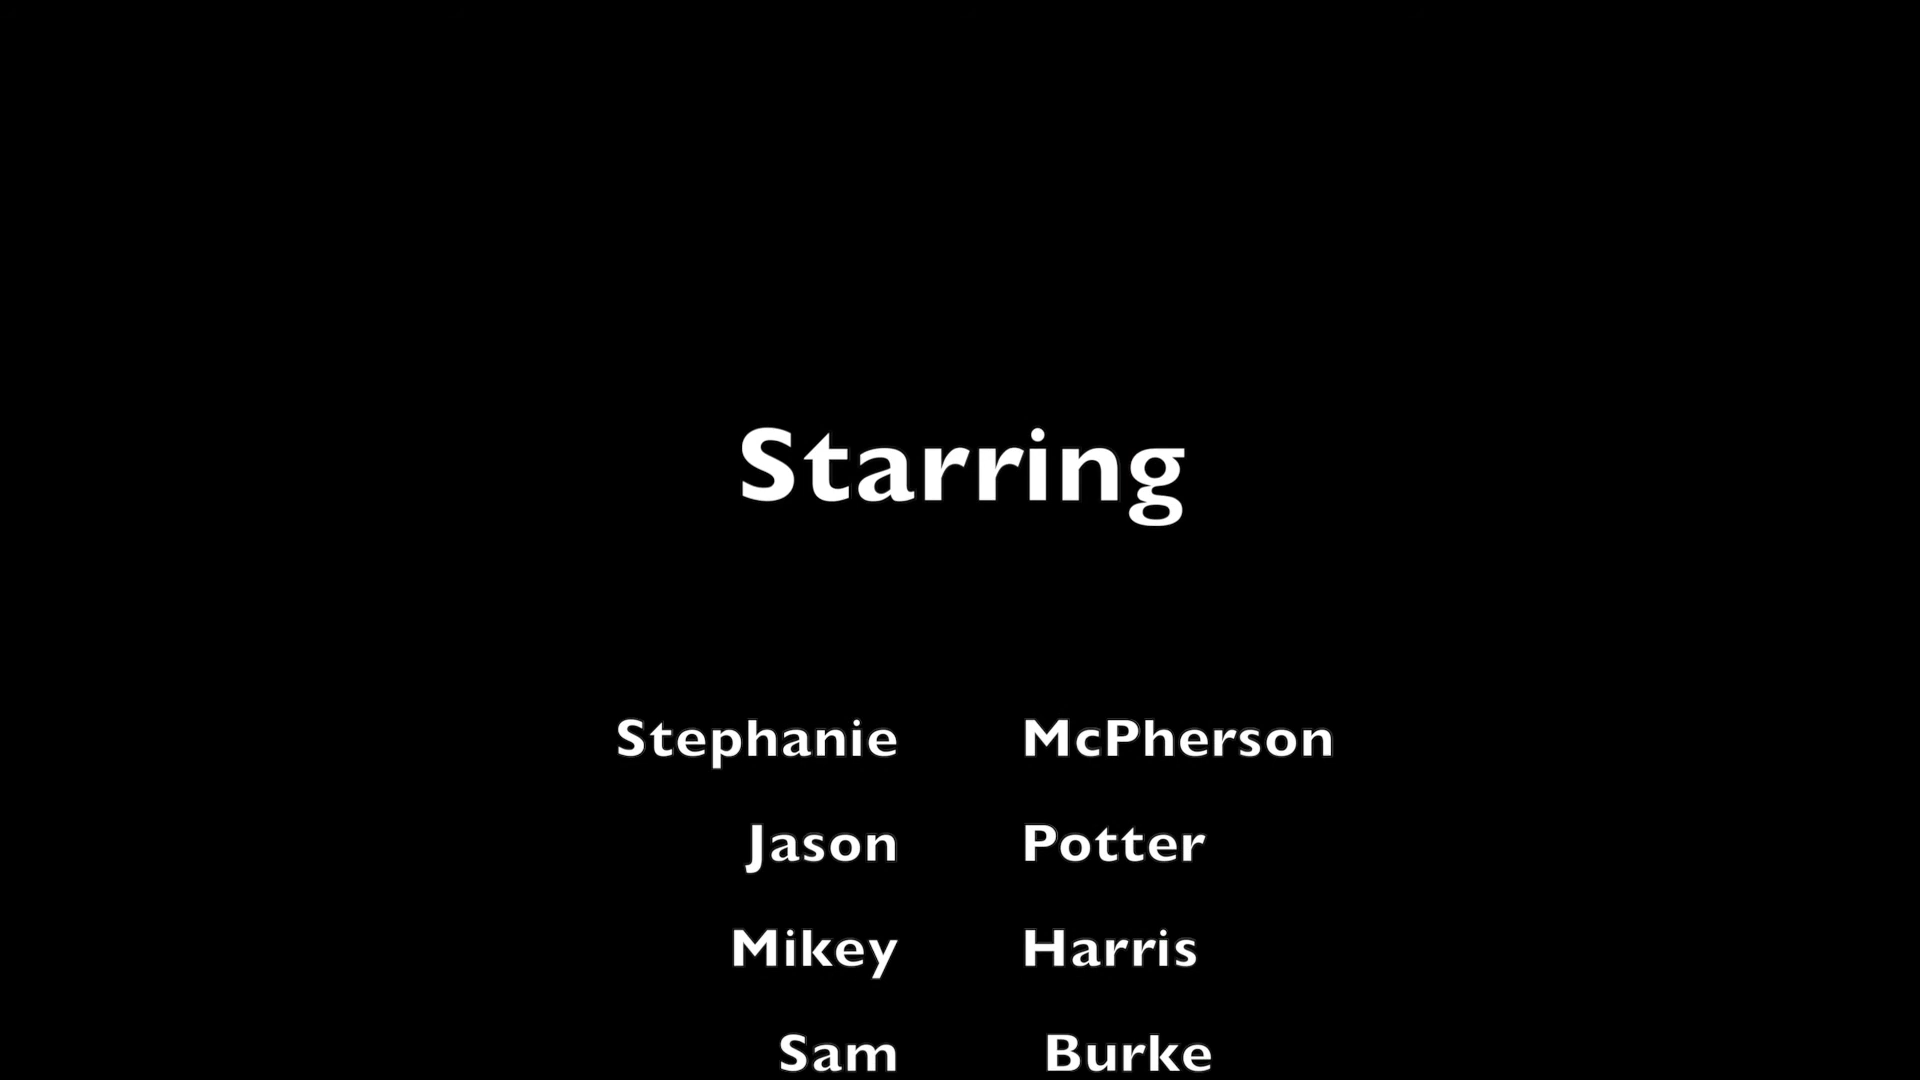 Starring
Stephanie McPherson
Jason Potter
Mikey Harris
Sam Burke